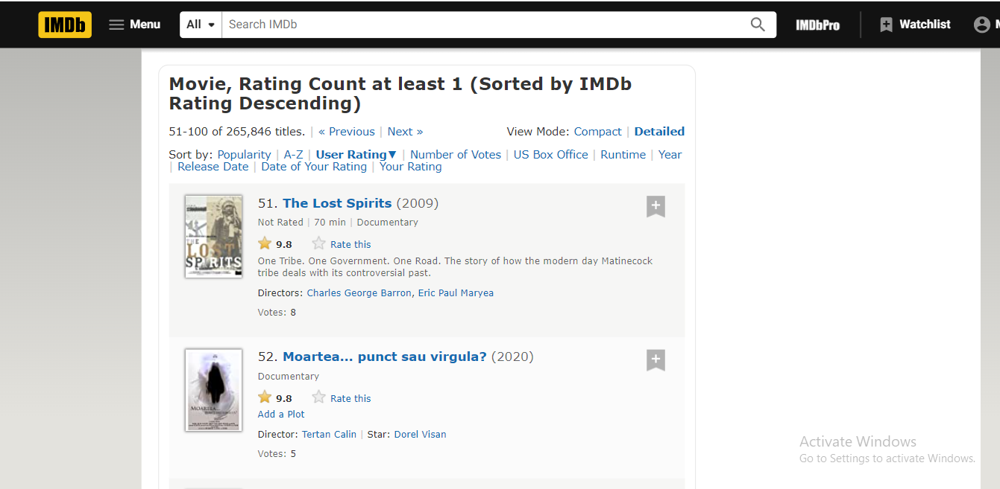 IMDb Menu All Search IMDb IMDbPro Watchlist
Movie, Rating Count at least 1 (Sorted by IMDb
Rating Descending)
51-100 of 265,846 titles. | « Previous | Next » View Mode: Compact | Detailed
Sort by: Popularity | A-Z | User Rating▼ | Number of Votes | US Box Office | Runtime | Year
| Release Date | Date of Your Rating | Your Rating
51. The Lost Spirits (2009)
Not Rated | 70 min | Documentary
9.8 Rate this
One Tribe. One Government. One Road. The story of how the modern day Matinecock
tribe deals with its controversial past.
Directors: Charles George Barron, Eric Paul Maryea
Votes: 8
THE
LOST
SPIRITS
52. Moartea... punct sau virgula? (2020)
Documentary
9.8 Rate this
Add a Plot
Director: Tertan Calin | Star: Dorel Visan
Votes: 5
MOARTEA...
Activate Windows
Go to Settings to activate Windows.